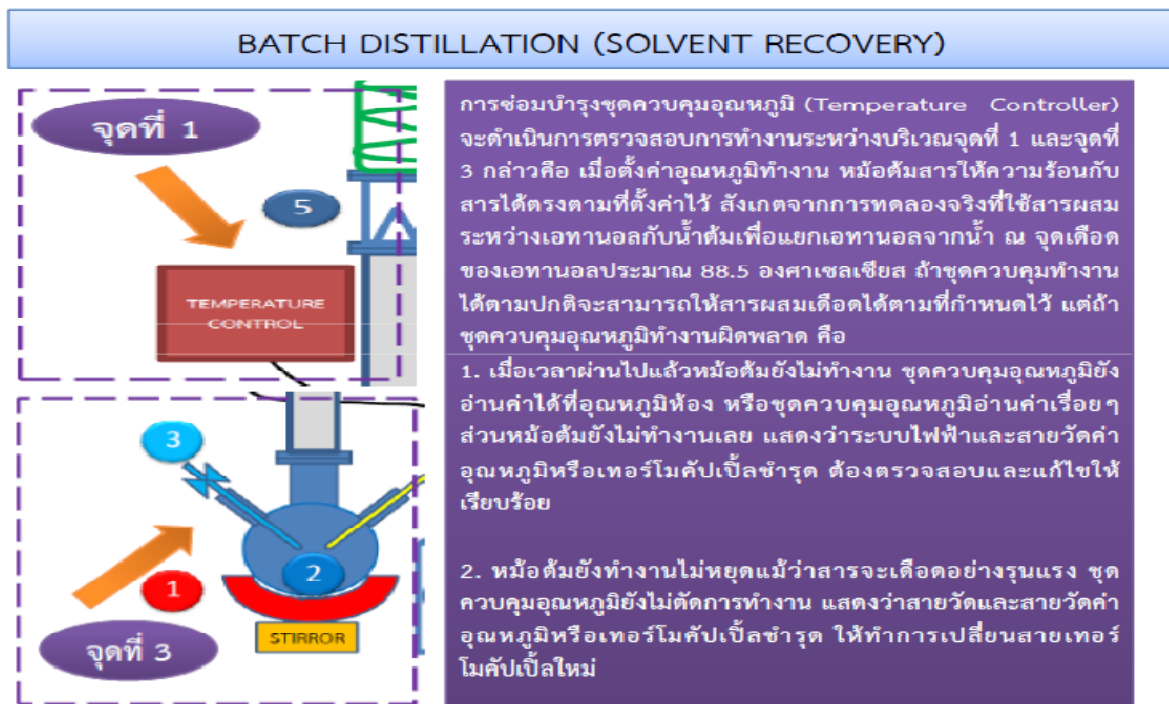 BATCH DISTILLATION (SOLVENT RECOVERY)
จุดที่ 1
5
TEMPERATURE
CONTROL
3
1
2
STIRROR
จุดที่ 3
การซ่อมบำรุงชุดควบคุมอุณหภูมิ (Temperature Controller)
จะดำเนินการตรวจสอบการทำงานระหว่างบริเวณจุดที่ 1 และจุดที่
3 กล่าวคือ เมื่อตั้งค่าอุณหภูมิทำงาน หม้อต้มสารให้ความร้อนกับ
สารได้ตรงตามที่ตั้งค่าไว้ สังเกตจากการทดลองจริงที่ใช้สารผสม
ระหว่างเอทานอลกับน้ำต้มเพื่อแยกเอทานอลจากน้ำ ณ จุดเดือด
ของเอทานอลประมาณ 88.5 องศาเซลเซียส ถ้าชุดควบคุมทำงาน
ได้ตามปกติจะสามารถให้สารผสมเดือดได้ตามที่กำหนดไว้ แต่ถ้า
ชุดควบคุมอุณหภูมิทำงานผิดพลาด คือ
1. เมื่อเวลาผ่านไปแล้วหม้อต้มยังไม่ทำงาน ชุดควบคุมอุณหภูมิยัง
อ่านค่าได้ที่อุณหภูมิห้อง หรือชุดควบคุมอุณหภูมิอ่านค่าเรื่อยๆ
ส่วนหม้อต้มยังไม่ทำงานเลย แสดงว่าระบบไฟฟ้าและสายวัดค่า
อุณหภูมิหรือเทอร์โมคัปเปิ้ลชำรุด ต้องตรวจสอบและแก้ไขให้
เรียบร้อย
2. หม้อต้มยังทำงานไม่หยุดแม้ว่าสารจะเดือดอย่างรุนแรง ชุด
ควบคุมอุณหภูมิยังไม่ตัดการทำงาน แสดงว่าสายวัดและสายวัดค่า
อุณหภูมิหรือเทอร์โมคัปเปิ้ลชำรุด ให้ทำการเปลี่ยนสายเทอร์
โมคัปเปิ้ลใหม่